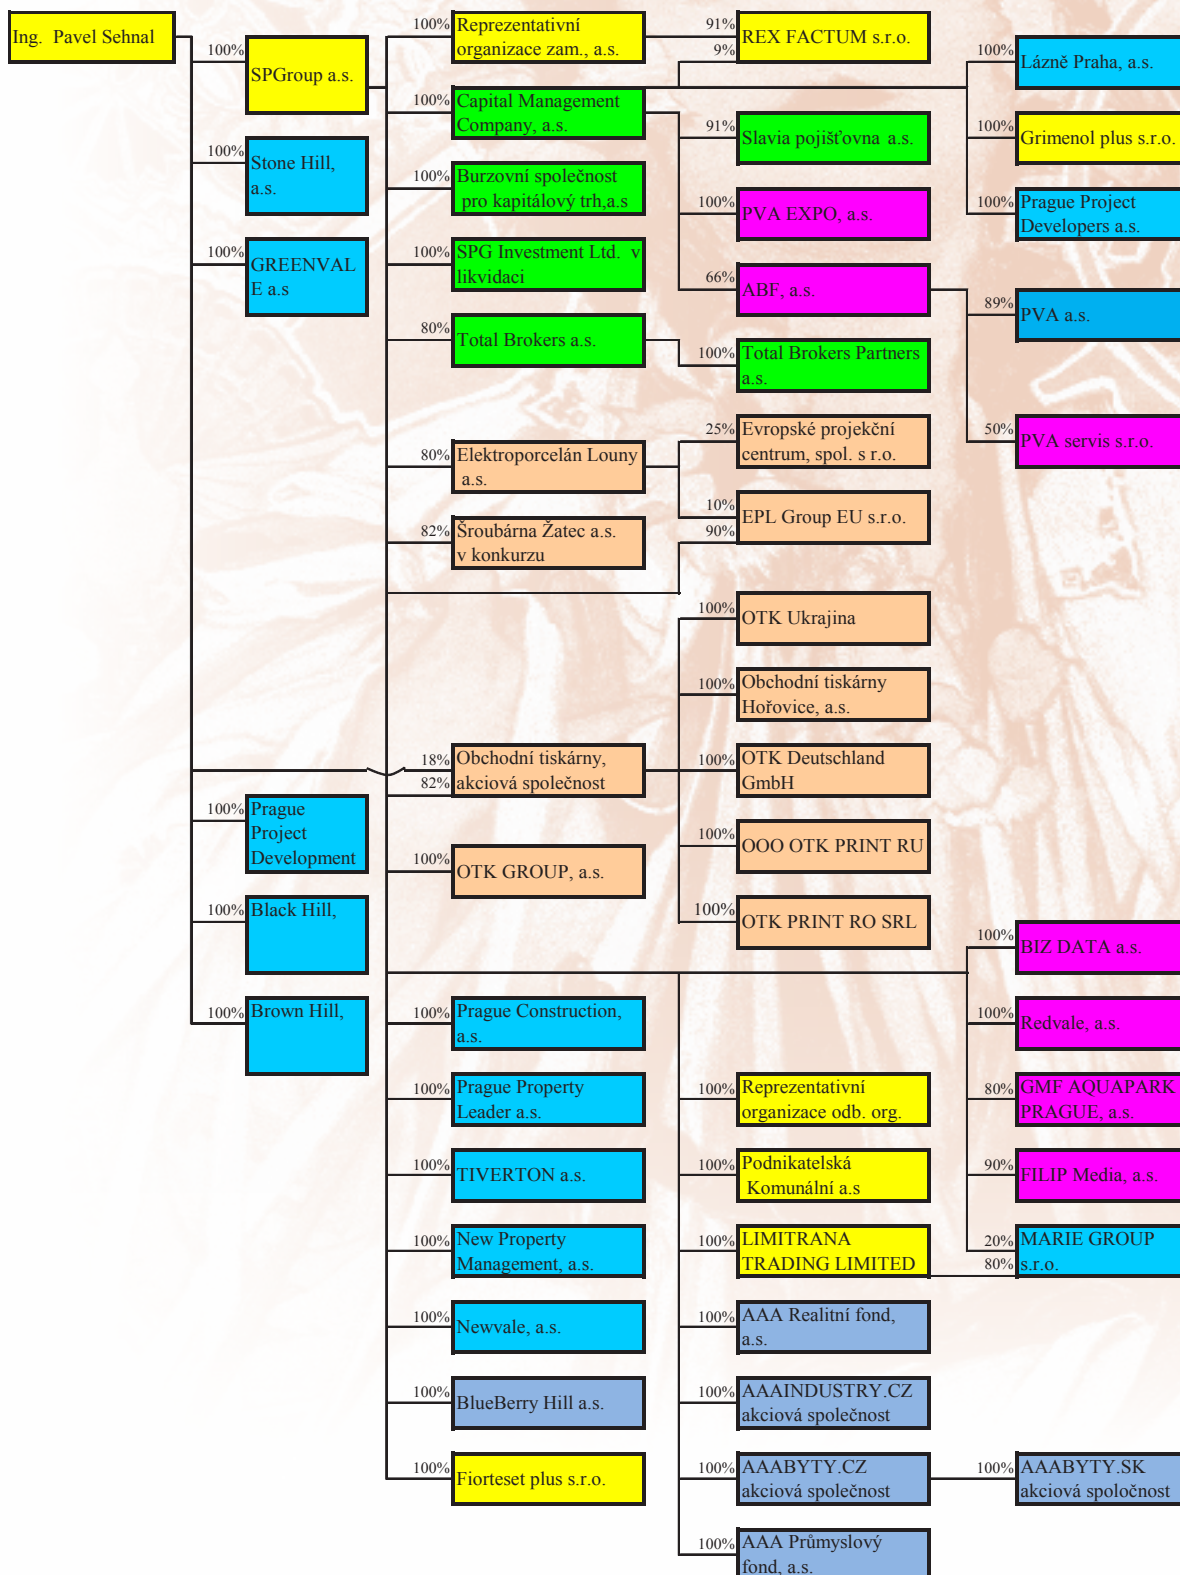 Ing. Pavel Sehnal
100%
SPGroup a.s.
100%
Stone Hill,
a.s.
100%
GREENVAL
E a.s
100%
Prague
Project
Development
100%
Black Hill,
100%
Brown Hill,
100%
Reprezentativní
organizace zam., a.s.
100%
Capital Management
Company, a.s.
100%
Burzovní společnost
pro kapitálový trh,a.s
100%
SPG Investment Ltd. v
likvidaci
80%
Total Brokers a.s.
80%
Elektroporcelán Louny
a.s.
82%
Šroubárna Žatec a.s.
v konkurzu
18%
82%
Obchodní tiskárny,
akciová společnost
100%
OTK GROUP, a.s.
100%
Prague Construction,
a.s.
100%
Prague Property
Leader a.s.
100%
TIVERTON a.s.
100%
New Property
Management, a.s.
100%
Newvale, a.s.
100%
BlueBerry Hill a.s.
100%
Fiorteset plus s.r.o.
91%
9%
REX FACTUM s.r.o.
91%
Slavia pojišťovna a.s.
100%
PVA EXPO, a.s.
66%
ABF, a.s.
100%
Total Brokers Partners
a.s.
25%
Evropské projekční
centrum, spol. s r.o.
10%
90%
EPL Group EU s.r.o.
100%
OTK Ukrajina
100%
Obchodní tiskárny
Hořovice, a.s.
100%
OTK Deutschland
GmbH
100%
OOO OTK PRINT RU
100%
OTK PRINT RO SRL
100%
Reprezentativní
organizace odb. org.
100%
Podnikatelská
Komunální a.s
100%
LIMITRANA
TRADING LIMITED
100%
AAA Realitní fond,
a.s.
100%
AAAINDUSTRY.CZ
akciová společnost
100%
AAABYTY.CZ
akciová společnost
100%
AAA Průmyslový
fond, a.s.
100%
Lázně Praha, a.s.
100%
Grimenol plus s.r.o.
100%
Prague Project
Developers a.s.
89%
PVA a.s.
50%
PVA servis s.r.o.
100%
BIZ DATA a.s.
100%
Redvale, a.s.
80%
GMF AQUAPARK
PRAGUE, a.s.
90%
FILIP Media, a.s.
20%
80%
MARIE GROUP
s.r.o.
100%
AAABYTY.SK
akciová spoločnost